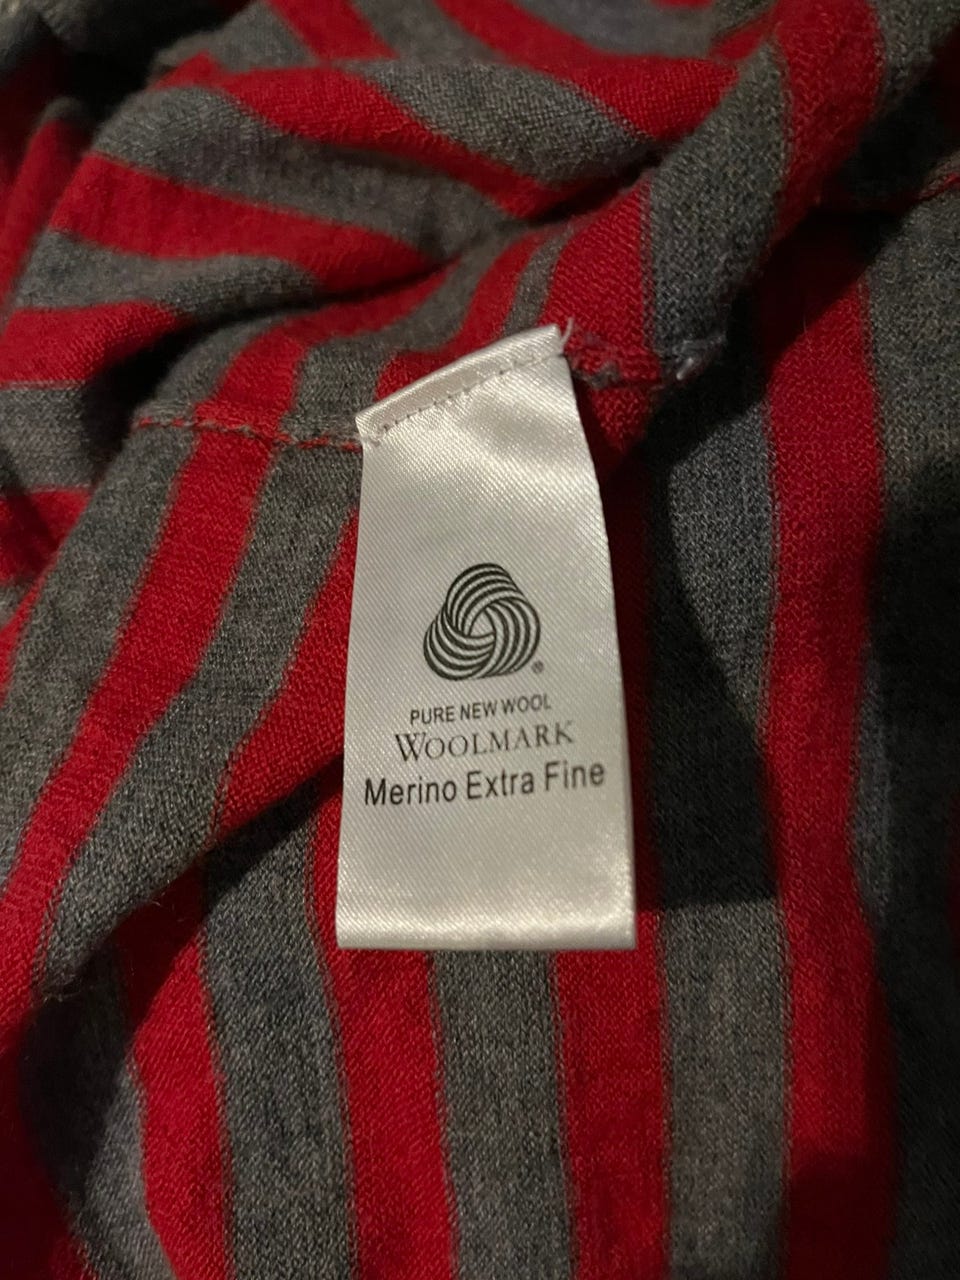 ®
PURE NEW WOOL
WOOLMARK
Merino Extra Fine